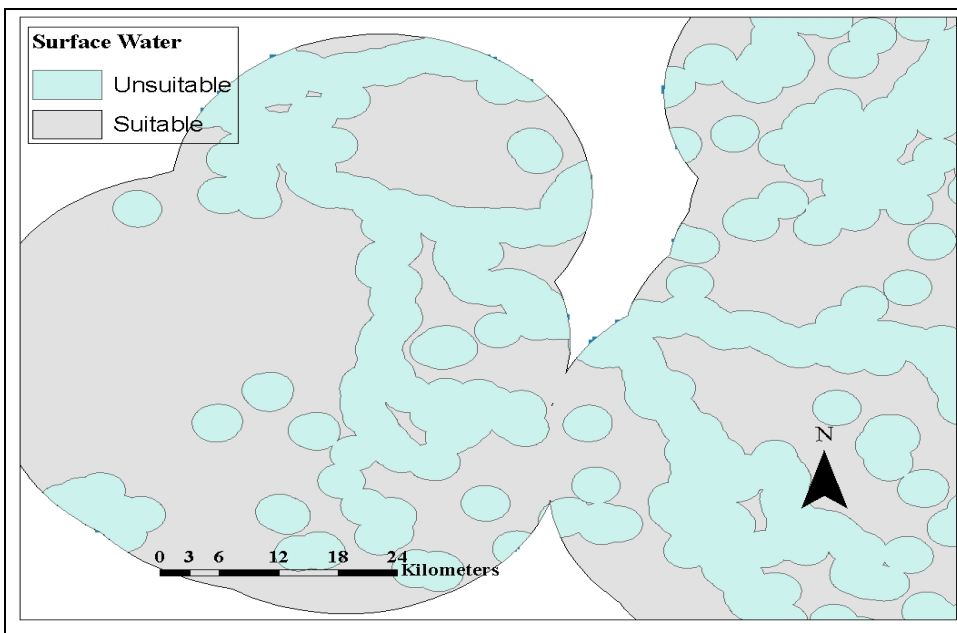 Surface Water
Unsuitable
Suitable
N
0 3 6 12 18 24
Kilometers